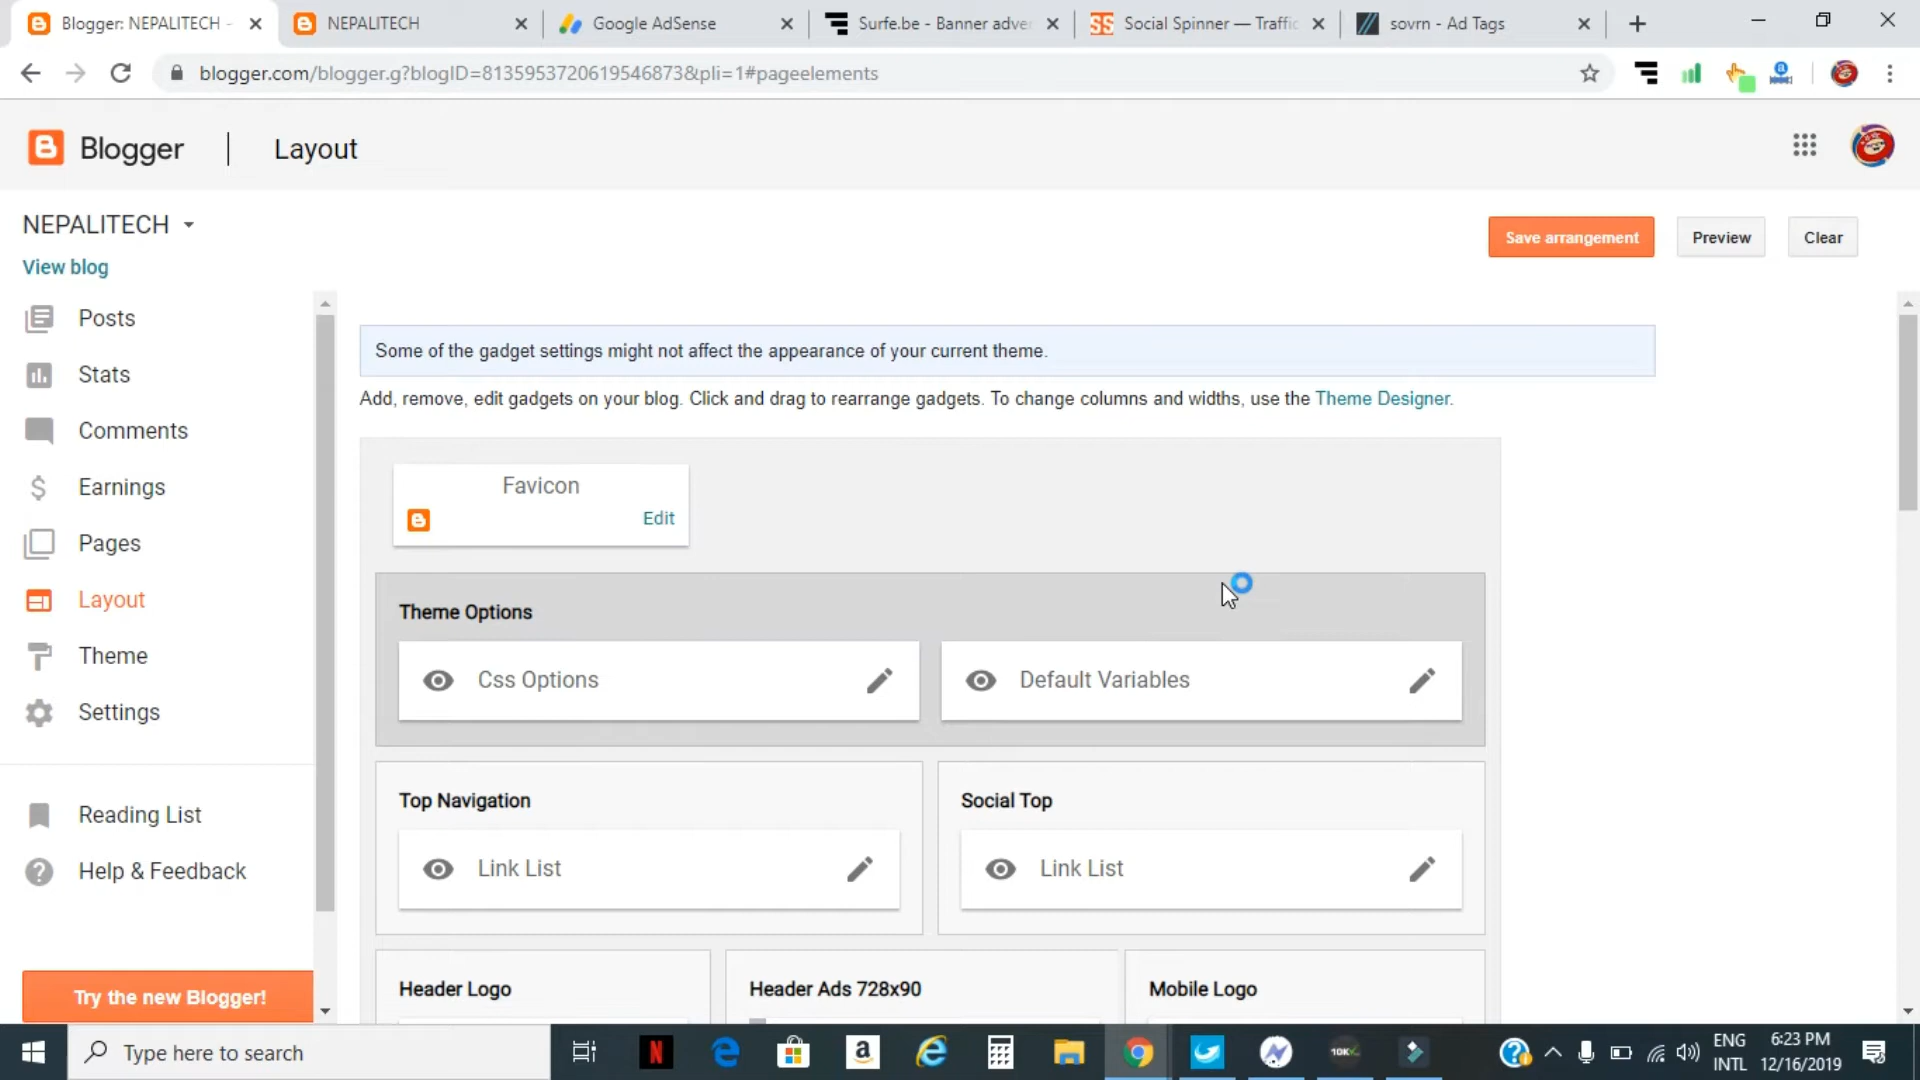 Blogger: NEPALITECH -
NEPALITECH
Google AdSense
Surfe.be - Banner adver
Social Spinner — Traffic
sovrn - Ad Tags
blogger.com/blogger.g?blogID=8135953720619546873&pli=1#pageelements
Blogger
Layout
NEPALITECH
View blog
Save arrangement
Preview
Clear
Posts
Stats
Comments
Earnings
Pages
Layout
Theme
Settings
Reading List
Help & Feedback
Try the new Blogger!
Some of the gadget settings might not affect the appearance of your current theme.
Add, remove, edit gadgets on your blog. Click and drag to rearrange gadgets. To change columns and widths, use the Theme Designer.
Favicon
Edit
Theme Options
Css Options
Default Variables
Top Navigation
Link List
Social Top
Link List
Header Logo
Header Ads 728x90
Mobile Logo
Type here to search
10K
ENG
INTL
6:23 PM
12/16/2019